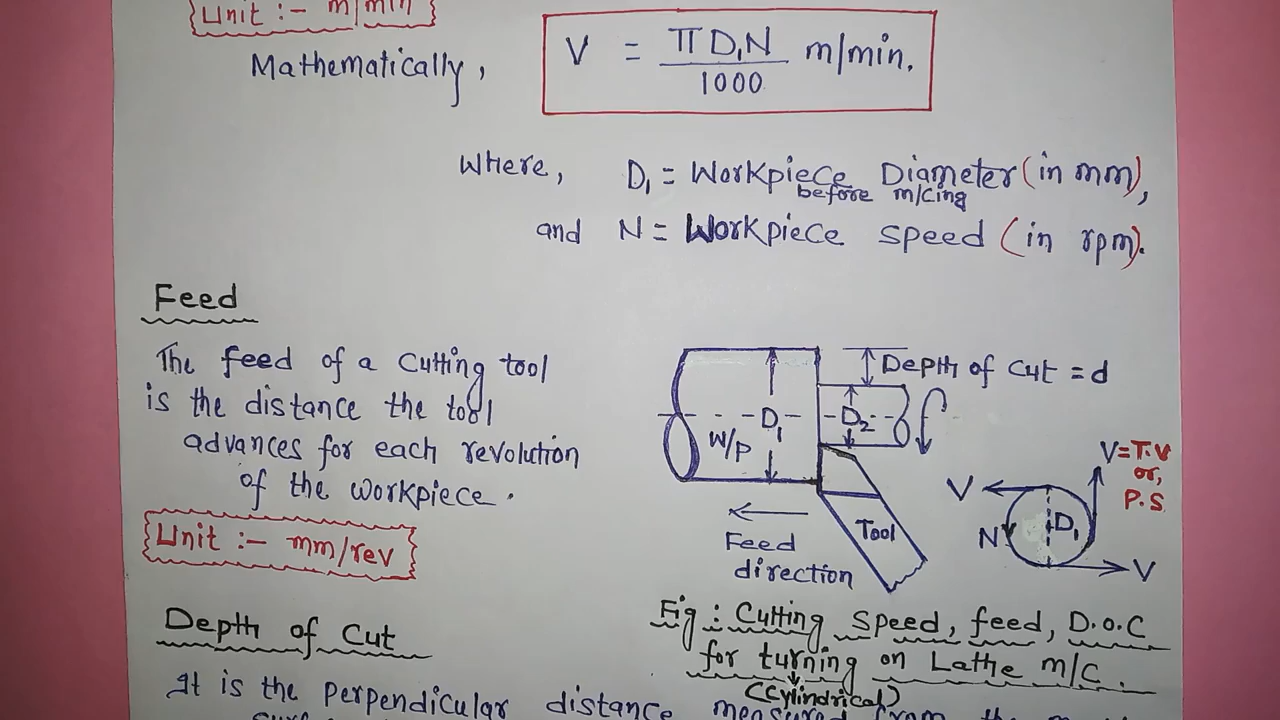 Unit :- m/min
Mathematically, V = πD₁N/1000 m/min.
Where, D₁ = Workpiece Diameter (in mm),
before m/cing
and N = Workpiece speed (in rpm).
Feed
The feed of a cutting tool
is the distance the tool
advances for each revolution
of the workpiece.
Unit :- mm/rev
Depth of cut = d
D₁
D₂
W/P
Tool
Feed
direction
V=T.V
or,
P.S
V
N
D₁
V
Fig : Cutting speed, feed, D.O.C
for turning on Lathe m/c.
(Cylindrical)
Depth of Cut
It is the perpendicular distance measured from the